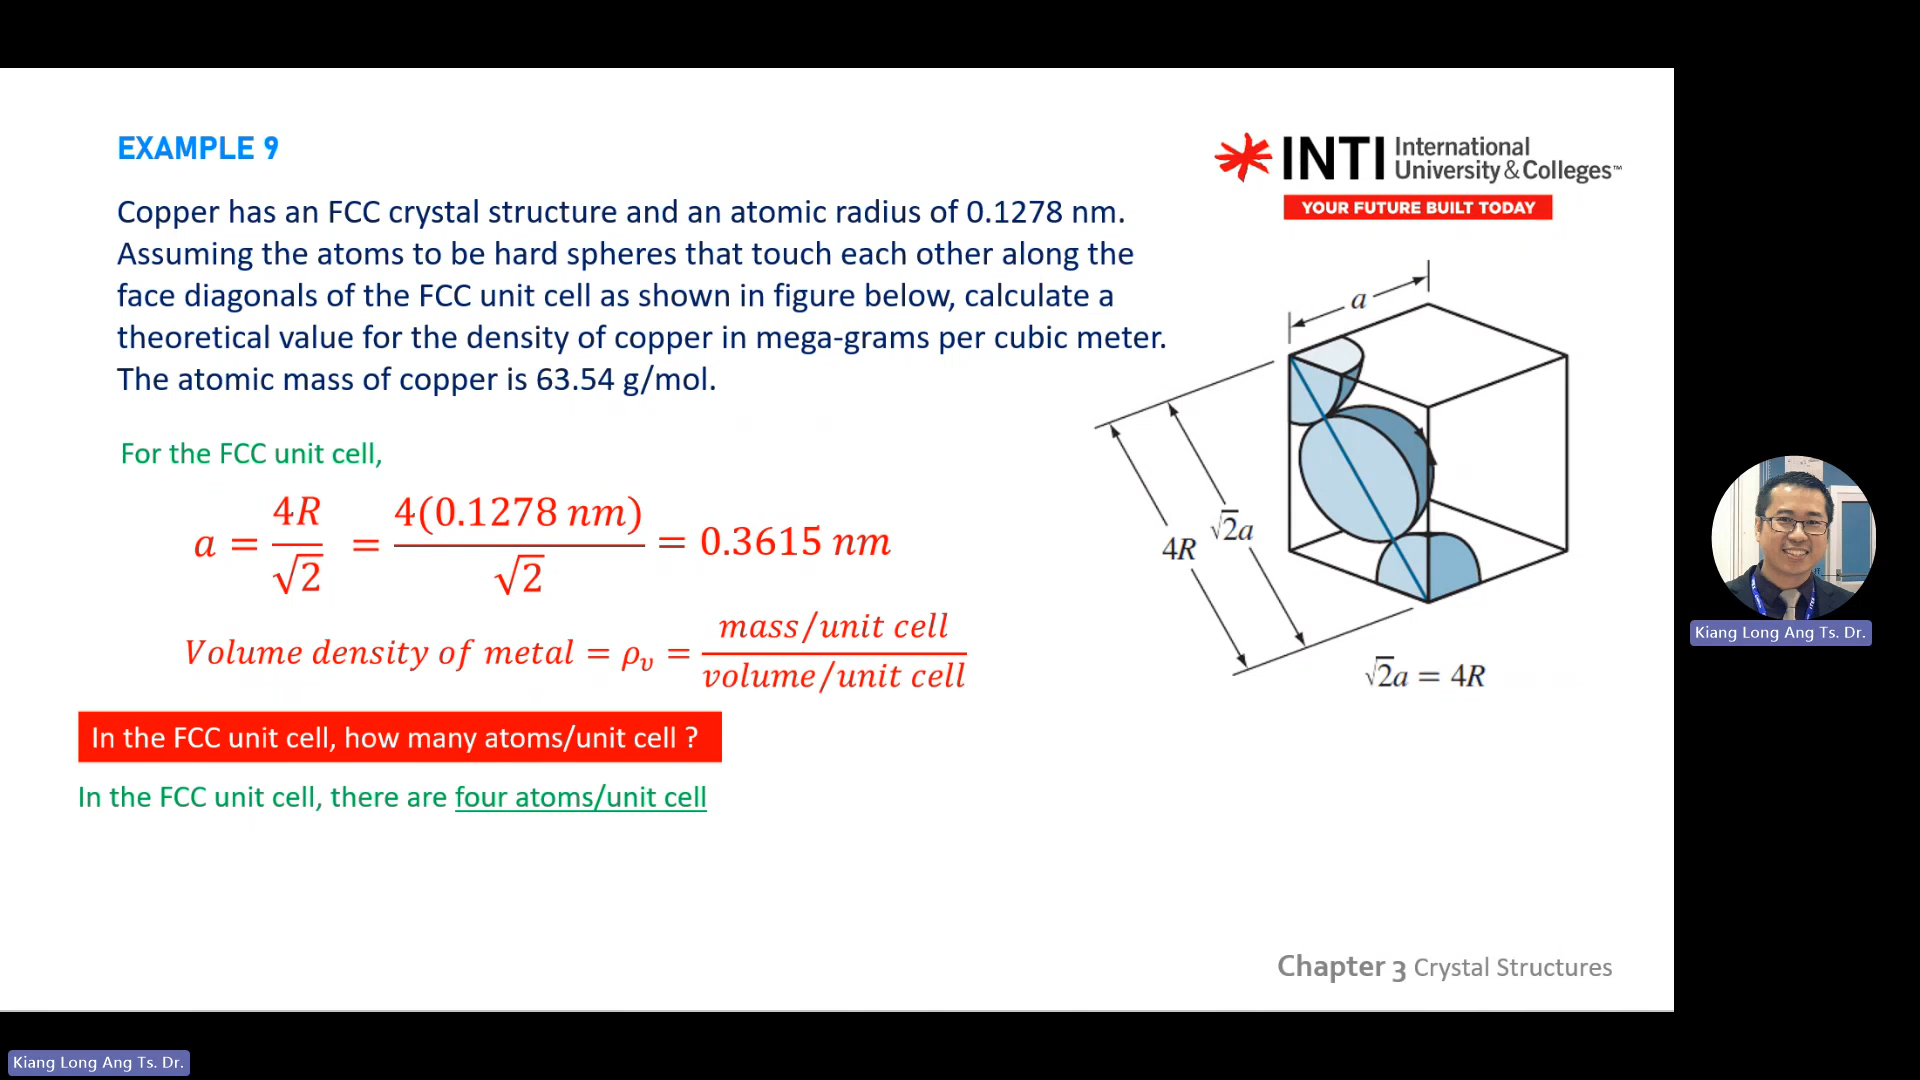 EXAMPLE 9
INTI International
University & Colleges™
YOUR FUTURE BUILT TODAY
Copper has an FCC crystal structure and an atomic radius of 0.1278 nm.
Assuming the atoms to be hard spheres that touch each other along the
face diagonals of the FCC unit cell as shown in figure below, calculate a
theoretical value for the density of copper in mega-grams per cubic meter.
The atomic mass of copper is 63.54 g/mol.
For the FCC unit cell,
a = 4R/√2 = 4(0.1278 nm)/√2 = 0.3615 nm
Volume density of metal = ρᵥ = mass/unit cell / volume/unit cell
In the FCC unit cell, how many atoms/unit cell ?
In the FCC unit cell, there are four atoms/unit cell
a
√2a
4R
√2a = 4R
Chapter 3 Crystal Structures
Kiang Long Ang Ts. Dr.
Kiang Long Ang Ts. Dr.